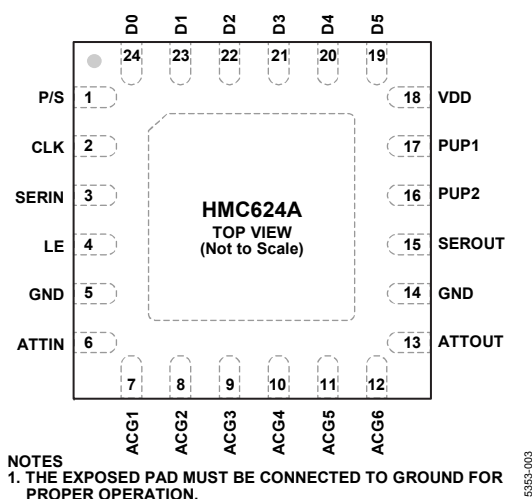 D0
D1
D2
D3
D4
D5
24
23
22
21
20
19
P/S 1
CLK 2
SERIN 3
LE 4
GND 5
ATTIN 6
HMC624A
TOP VIEW
(Not to Scale)
18 VDD
17 PUP1
16 PUP2
15 SEROUT
14 GND
13 ATTOUT
7
8
9
10
11
12
ACG1
ACG2
ACG3
ACG4
ACG5
ACG6
NOTES
1. THE EXPOSED PAD MUST BE CONNECTED TO GROUND FOR
PROPER OPERATION.
5353-003